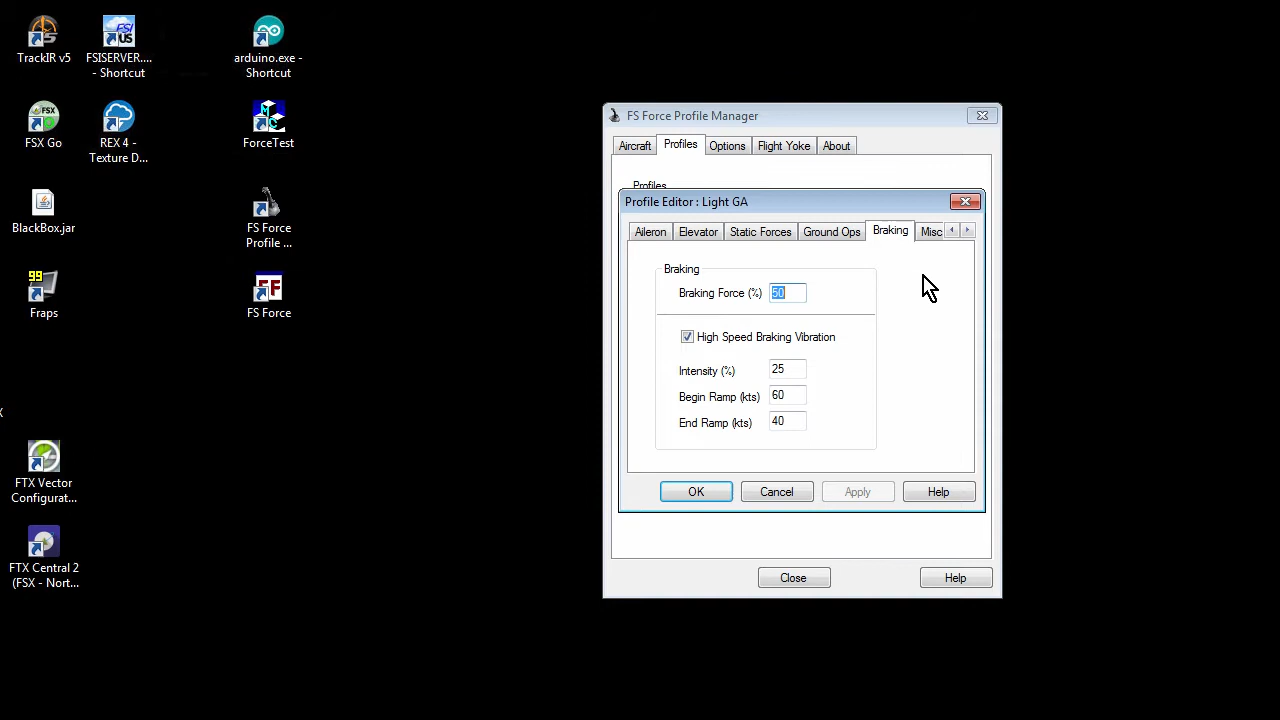 TrackIR v5
FSISERVER....
- Shortcut
arduino.exe -
Shortcut
FSX
FSX Go
REX 4 -
Texture D...
MC
ForceTest
BlackBox.jar
FS Force
Profile ...
99
Fraps
FF
FS Force
X
FTX Vector
Configurat...
FTX Central 2
(FSX - Nort...
FS Force Profile Manager
Aircraft Profiles Options Flight Yoke About
Profiles
Profile Editor : Light GA
Aileron Elevator Static Forces Ground Ops Braking Misc
Braking
Braking Force (%) 50
High Speed Braking Vibration
Intensity (%) 25
Begin Ramp (kts) 60
End Ramp (kts) 40
OK Cancel Apply Help
Close Help